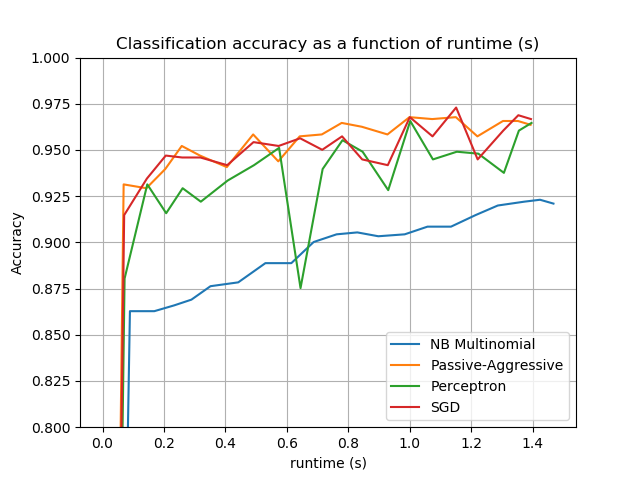 Classification accuracy as a function of runtime (s)
1.000
0.975
0.950
0.925
0.900
0.875
0.850
0.825
0.800
Accuracy
NB Multinomial
Passive-Aggressive
Perceptron
SGD
0.0 0.2 0.4 0.6 0.8 1.0 1.2 1.4
runtime (s)